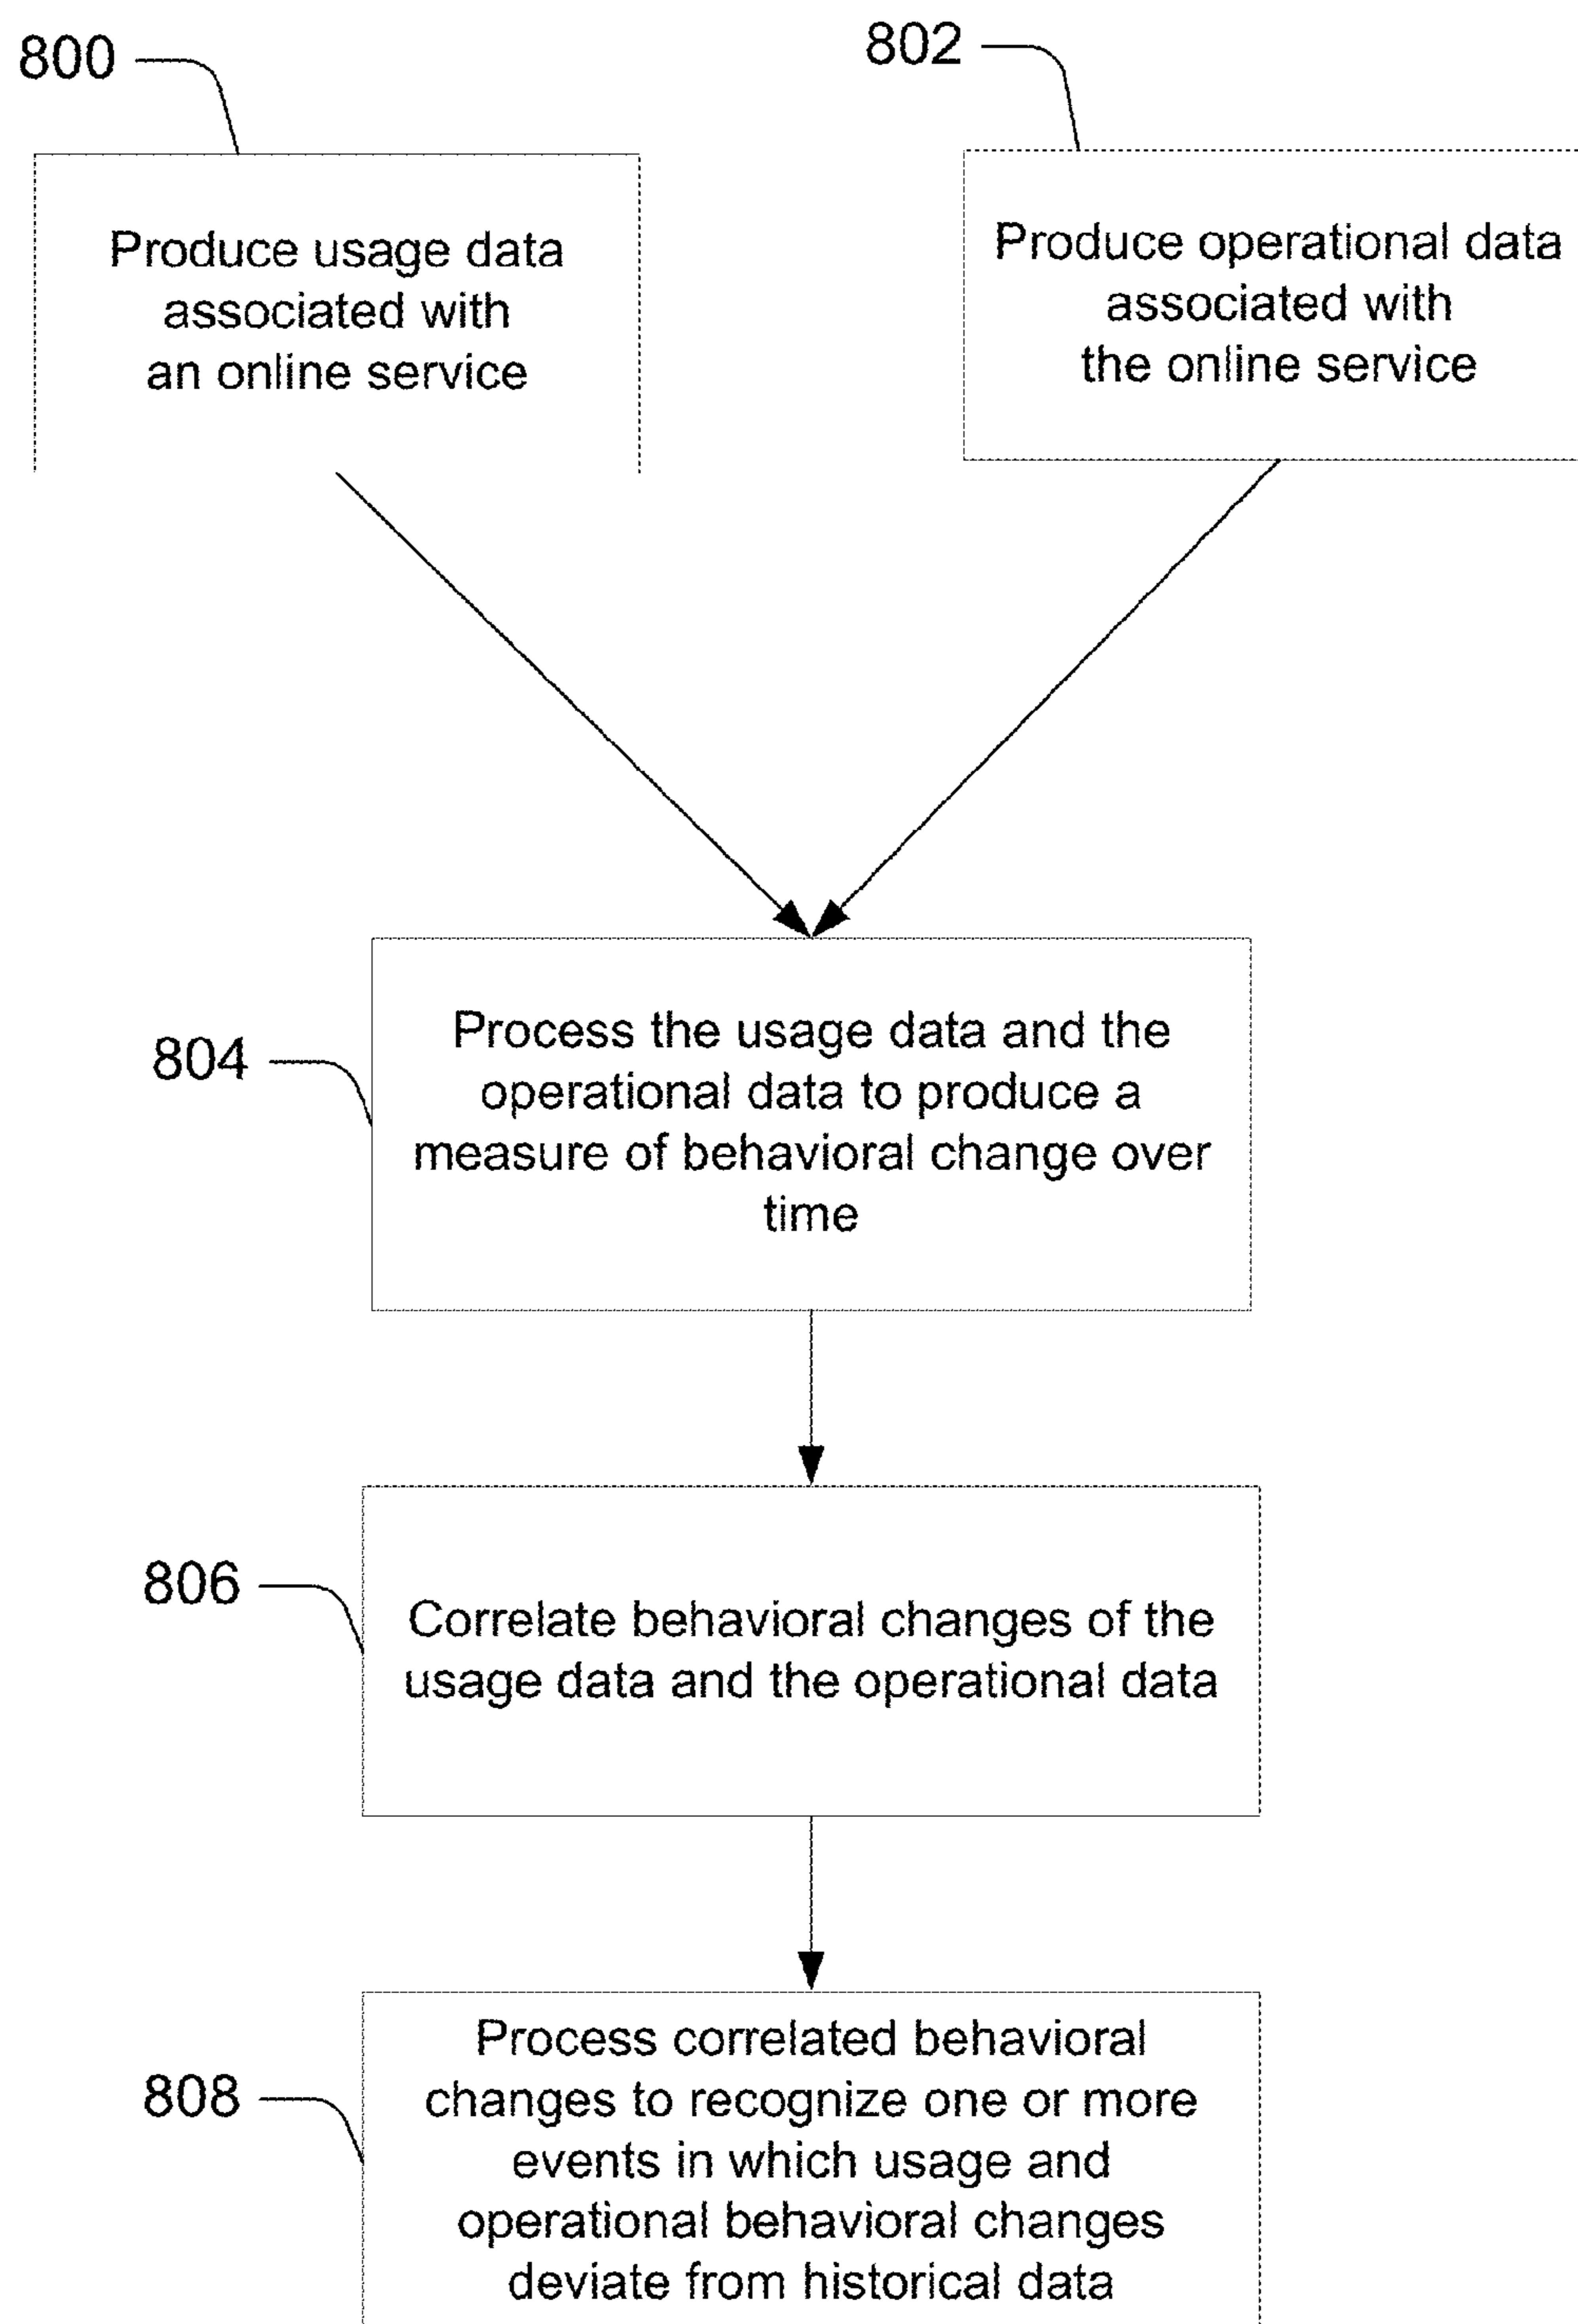 800
802
Produce usage data
associated with
an online service
Produce operational data
associated with
the online service
804
Process the usage data and the
operational data to produce a
measure of behavioral change over
time
806
Correlate behavioral changes of the
usage data and the operational data
808
Process correlated behavioral
changes to recognize one or more
events in which usage and
operational behavioral changes
deviate from historical data